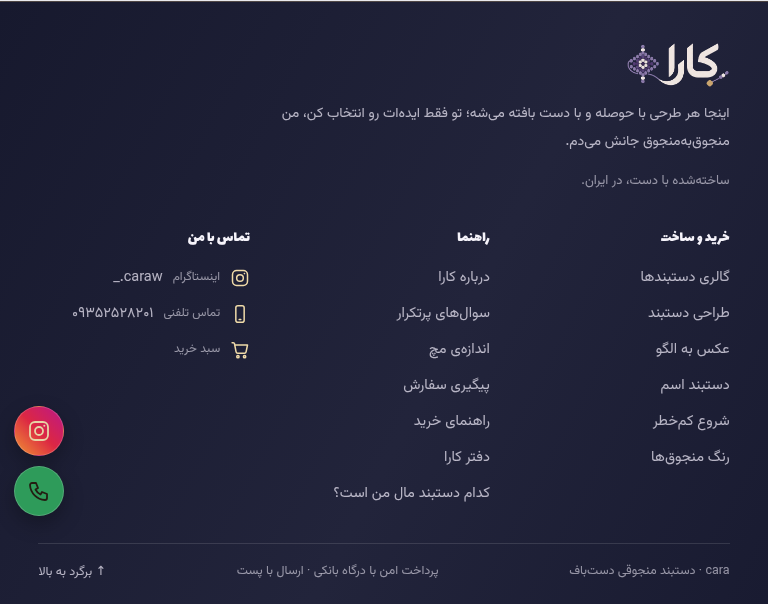 کارا
اینجا هر طرحی با حوصله و با دست بافته می‌شه؛ تو فقط ایده‌ات رو انتخاب کن، من
منجوق‌به‌منجوق جانش می‌دم.
ساخته‌شده با دست، در ایران.
خرید و ساخت
گالری دستبندها
طراحی دستبند
عکس به الگو
دستبند اسم
شروع کم‌خطر
رنگ منجوق‌ها
راهنما
درباره کارا
سوال‌های پرتکرار
اندازه‌ی مچ
پیگیری سفارش
راهنمای خرید
دفتر کارا
کدام دستبند مال من است؟
تماس با من
اینستاگرام caraw._
تماس تلفنی ۰۹۳۵۲۵۲۸۲۰۱
سبد خرید
cara · دستبند منجوقی دست‌باف
پرداخت امن با درگاه بانکی · ارسال با پست
↑ برگرد به بالا